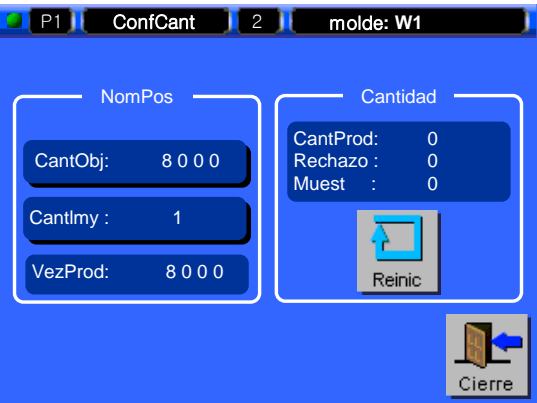 P1 ConfCant 2 molde: W1
NomPos
CantObj: 8000
CantImy : 1
VezProd: 8000
Cantidad
CantProd: 0
Rechazo : 0
Muest : 0
Reinic
Cierre